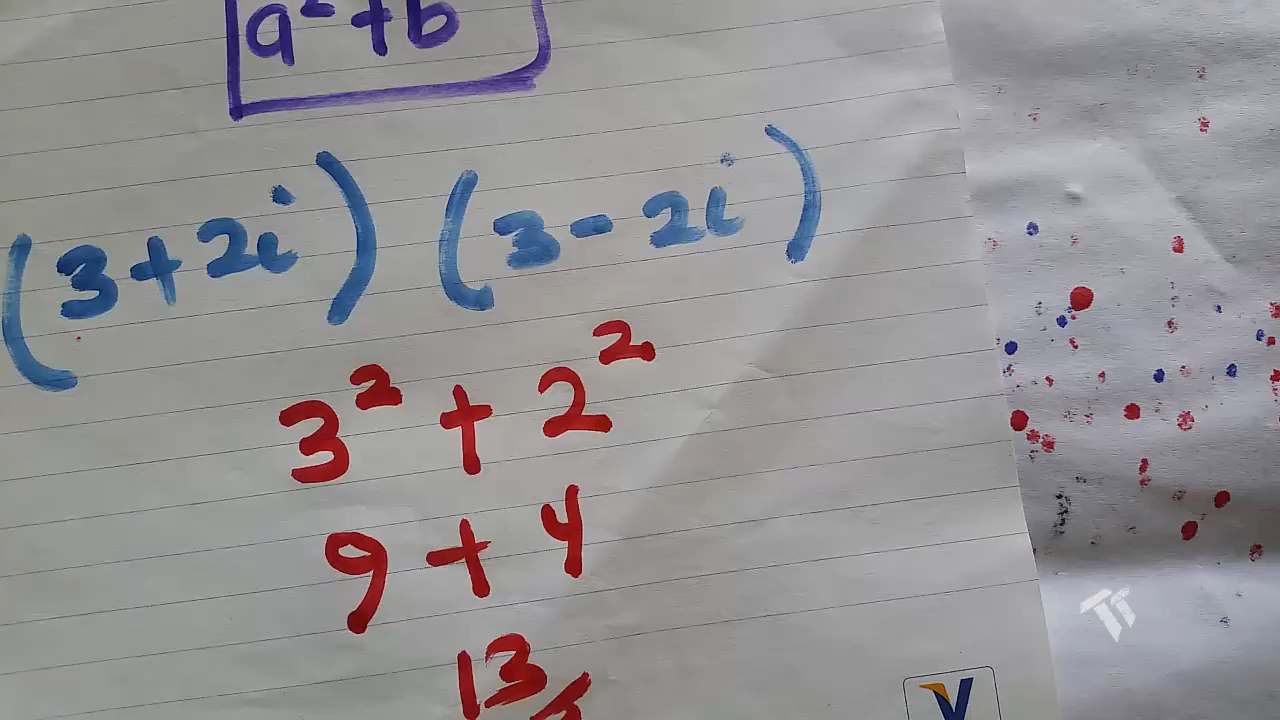 a² + b
(3 + 2i) (3 - 2i)
3² + 2²
9 + 4
13